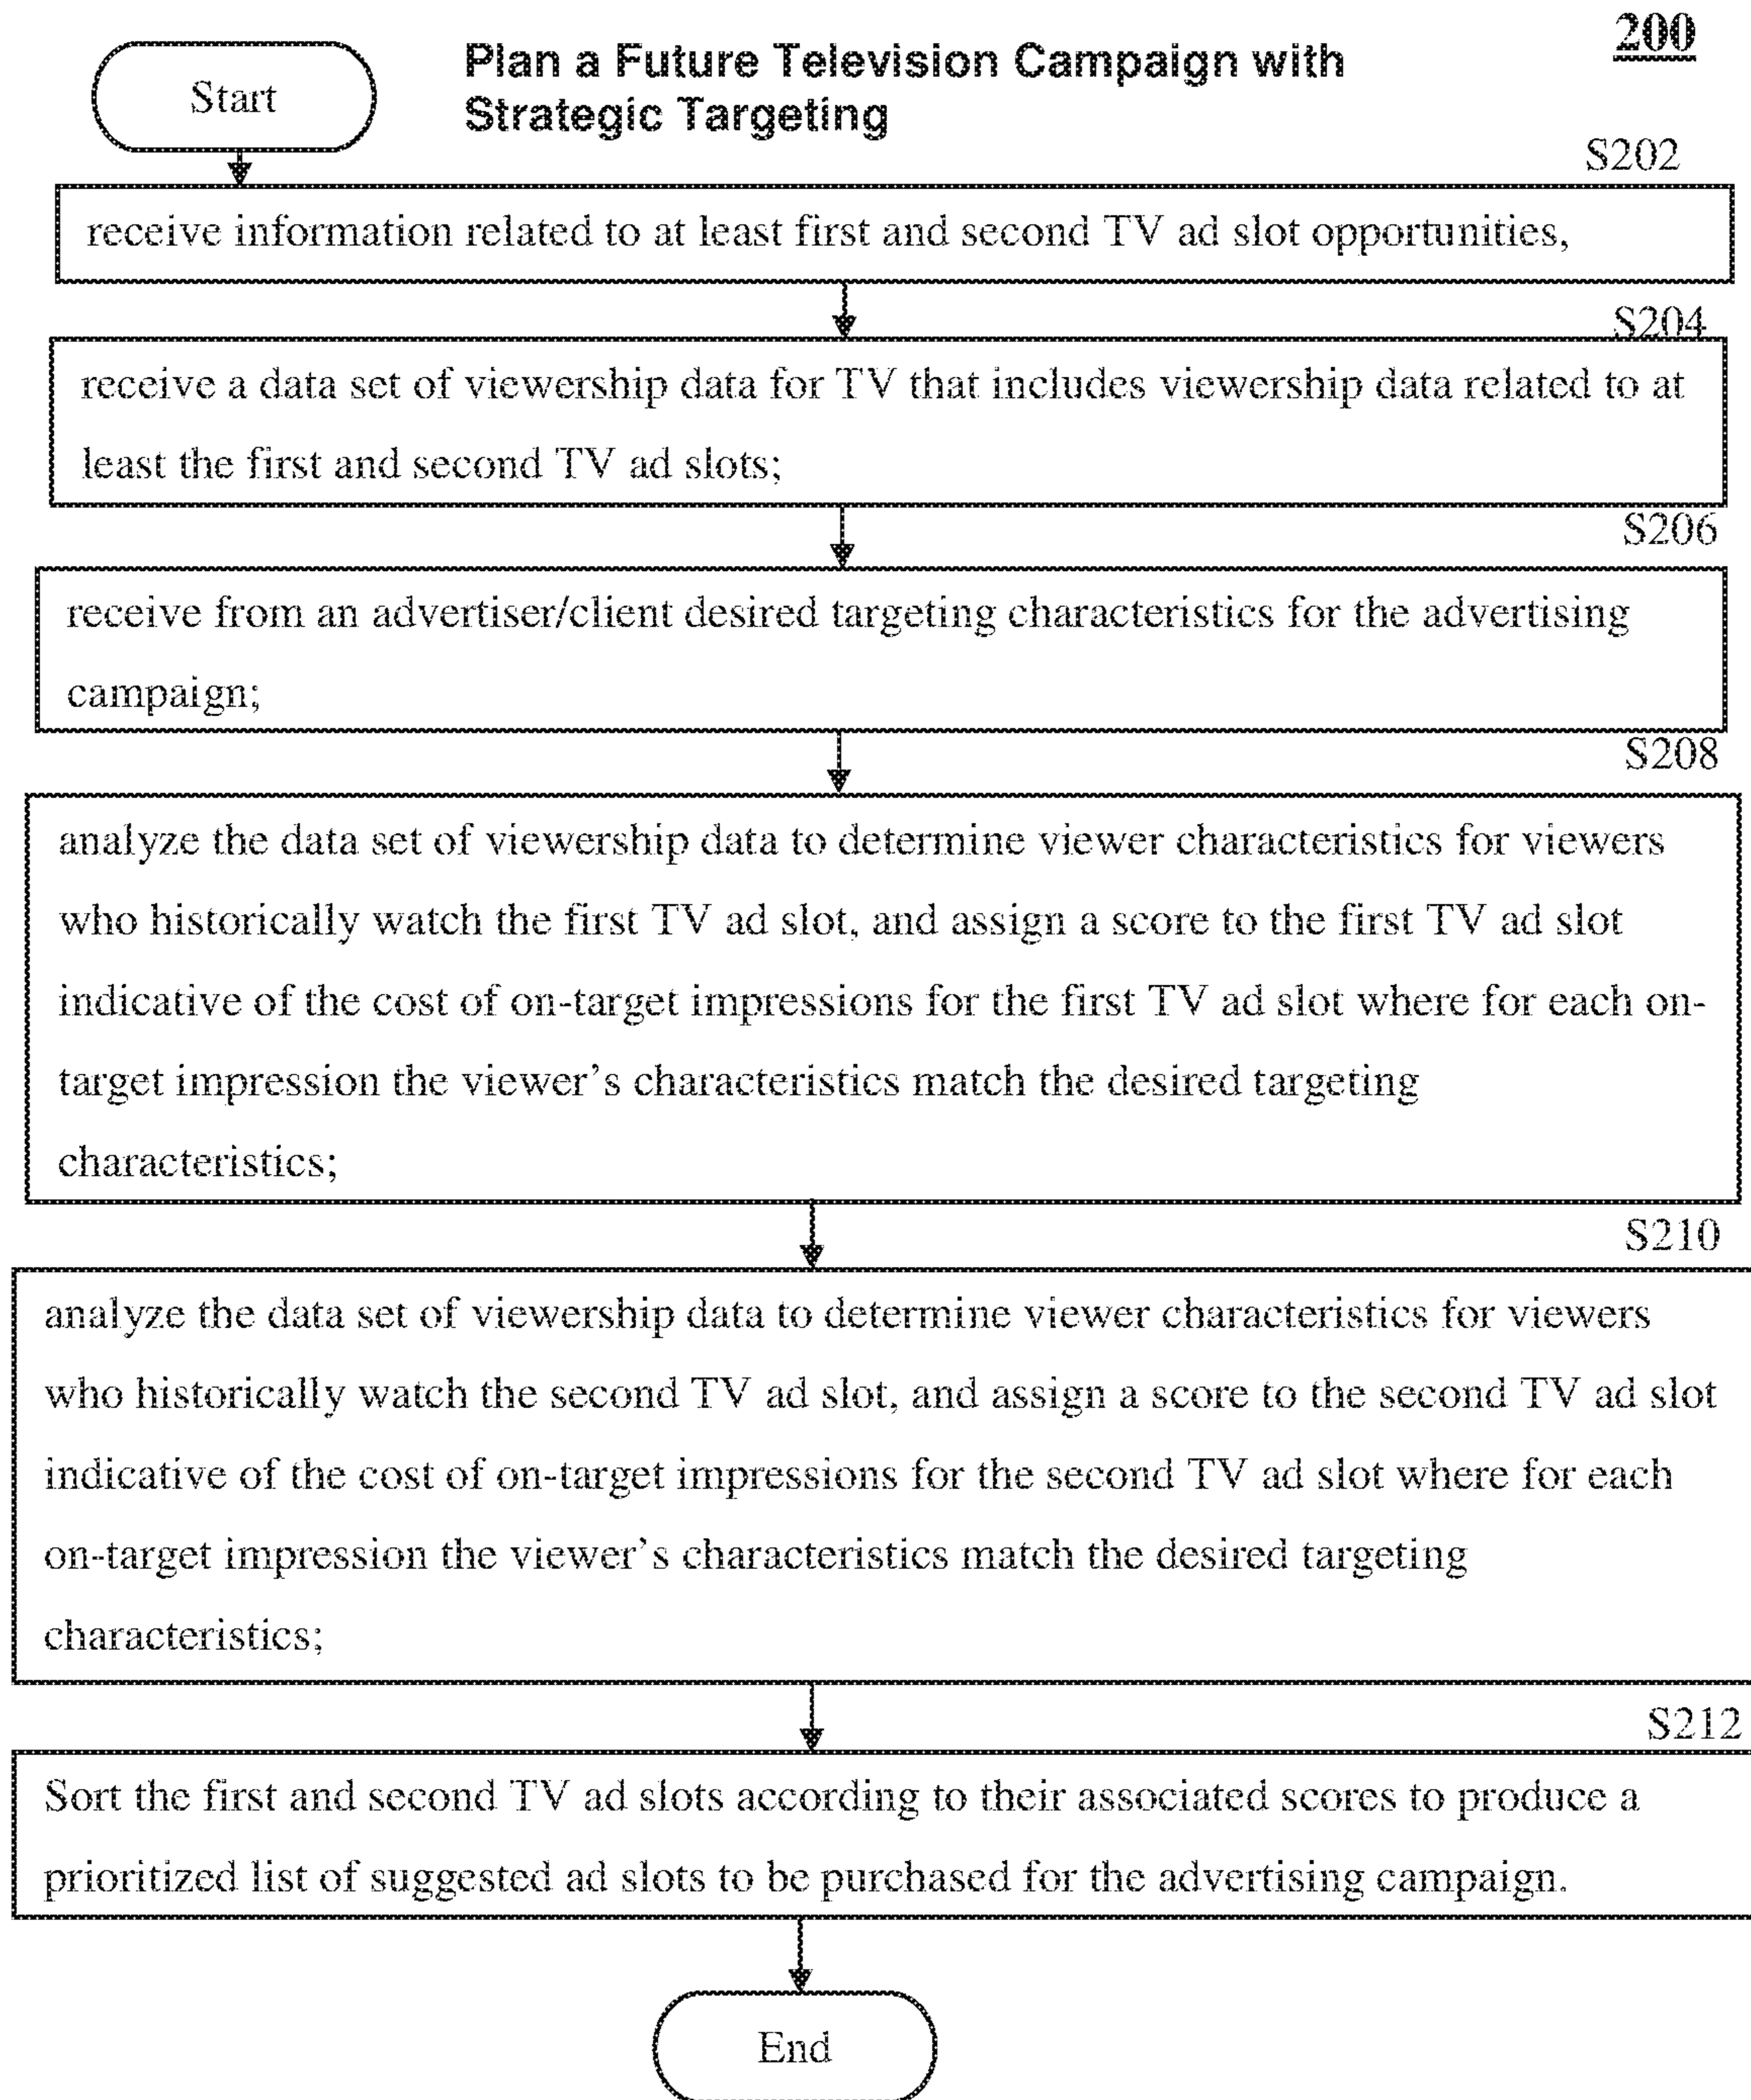 200
Start
Plan a Future Television Campaign with
Strategic Targeting
S202
receive information related to at least first and second TV ad slot opportunities,
S204
receive a data set of viewership data for TV that includes viewership data related to at
least the first and second TV ad slots;
S206
receive from an advertiser/client desired targeting characteristics for the advertising
campaign;
S208
analyze the data set of viewership data to determine viewer characteristics for viewers
who historically watch the first TV ad slot, and assign a score to the first TV ad slot
indicative of the cost of on-target impressions for the first TV ad slot where for each on-
target impression the viewer's characteristics match the desired targeting
characteristics;
S210
analyze the data set of viewership data to determine viewer characteristics for viewers
who historically watch the second TV ad slot, and assign a score to the second TV ad slot
indicative of the cost of on-target impressions for the second TV ad slot where for each
on-target impression the viewer's characteristics match the desired targeting
characteristics;
S212
Sort the first and second TV ad slots according to their associated scores to produce a
prioritized list of suggested ad slots to be purchased for the advertising campaign.
End